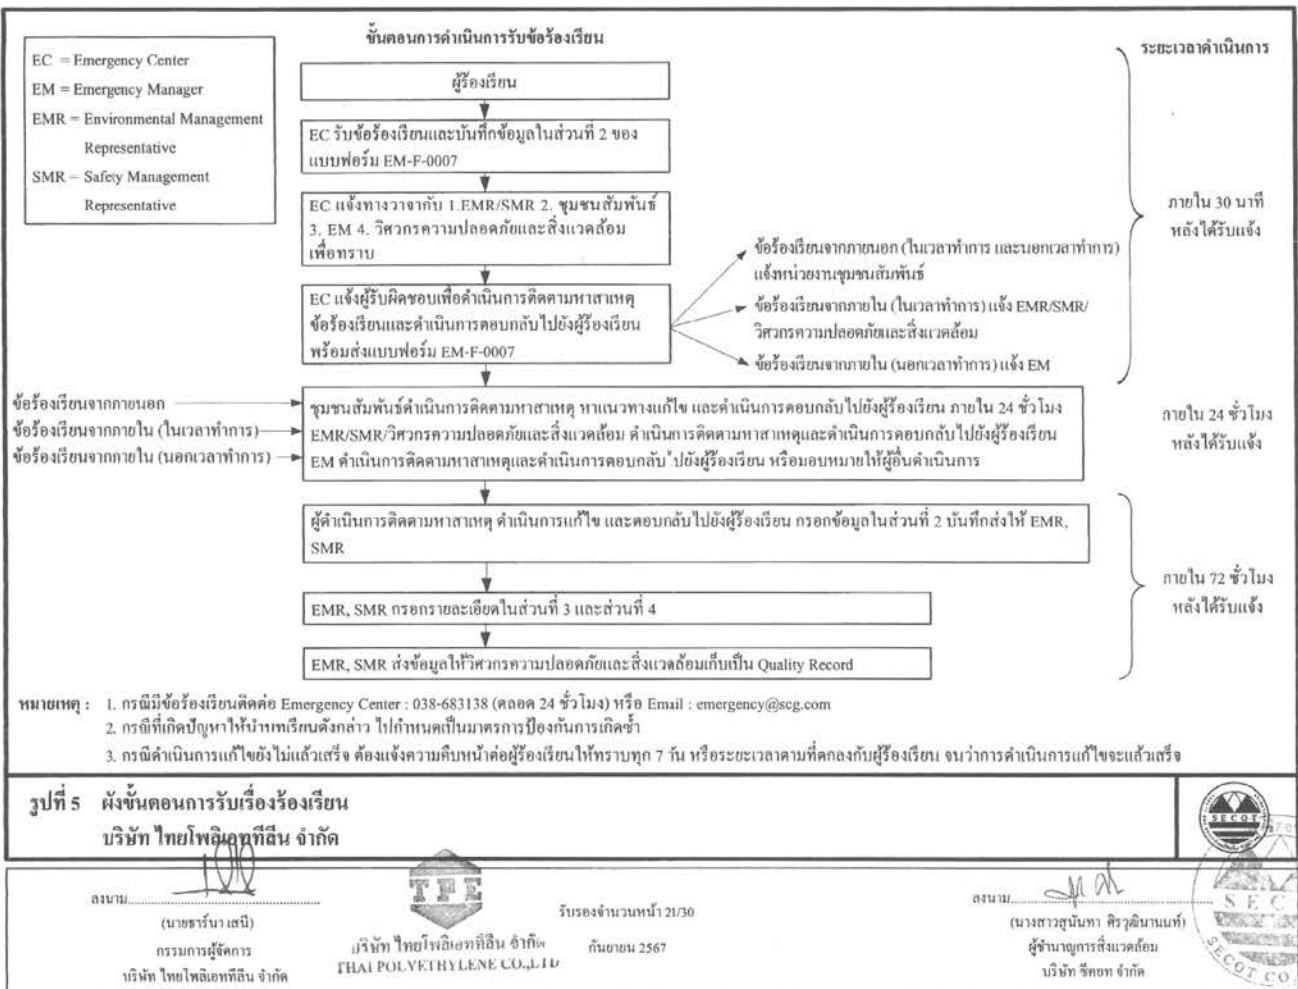 ขั้นตอนการดำเนินการรับข้อร้องเรียน
ระยะเวลาดำเนินการ
EC = Emergency Center
EM = Emergency Manager
EMR = Environmental Management
Representative
SMR = Safety Management
Representative
ผู้ร้องเรียน
EC รับข้อร้องเรียนและบันทึกข้อมูลในส่วนที่ 2 ของ
แบบฟอร์ม EM-F-0007
EC แจ้งทางวาจากับ 1.EMR/SMR 2. ชุมชนสัมพันธ์
3. EM 4. วิศวกรความปลอดภัยและสิ่งแวดล้อม
เพื่อทราบ
EC แจ้งผู้รับผิดชอบเพื่อดำเนินการติดตามหาสาเหตุ
ข้อร้องเรียนและดำเนินการตอบกลับไปยังผู้ร้องเรียน
พร้อมส่งแบบฟอร์ม EM-F-0007
ข้อร้องเรียนจากภายนอก (ในเวลาทำการ และนอกเวลาทำการ)
แจ้งหน่วยงานชุมชนสัมพันธ์
ข้อร้องเรียนจากภายใน (ในเวลาทำการ) แจ้ง EMR/SMR/
วิศวกรความปลอดภัยและสิ่งแวดล้อม
ข้อร้องเรียนจากภายใน (นอกเวลาทำการ) แจ้ง EM
ภายใน 30 นาที
หลังได้รับแจ้ง
ข้อร้องเรียนจากภายนอก
ข้อร้องเรียนจากภายใน (ในเวลาทำการ)
ข้อร้องเรียนจากภายใน (นอกเวลาทำการ)
ชุมชนสัมพันธ์ดำเนินการติดตามหาสาเหตุ หาแนวทางแก้ไข และดำเนินการตอบกลับไปยังผู้ร้องเรียน ภายใน 24 ชั่วโมง
EMR/SMR/วิศวกรความปลอดภัยและสิ่งแวดล้อม ดำเนินการติดตามหาสาเหตุและดำเนินการตอบกลับไปยังผู้ร้องเรียน
EM ดำเนินการติดตามหาสาเหตุและดำเนินการตอบกลับไปยังผู้ร้องเรียน หรือมอบหมายให้ผู้อื่นดำเนินการ
ภายใน 24 ชั่วโมง
หลังได้รับแจ้ง
ผู้ดำเนินการติดตามหาสาเหตุ ดำเนินการแก้ไข และตอบกลับไปยังผู้ร้องเรียน กรอกข้อมูลในส่วนที่ 2 บันทึกส่งให้ EMR,
SMR
EMR, SMR กรอกรายละเอียดในส่วนที่ 3 และส่วนที่ 4
EMR, SMR ส่งข้อมูลให้วิศวกรความปลอดภัยและสิ่งแวดล้อมเก็บเป็น Quality Record
ภายใน 72 ชั่วโมง
หลังได้รับแจ้ง
หมายเหตุ : 1. กรณีมีข้อร้องเรียนติดต่อ Emergency Center : 038-683138 (ตลอด 24 ชั่วโมง) หรือ Email : emergency@scg.com
2. กรณีที่เกิดปัญหาให้นำบทเรียนดังกล่าว ไปกำหนดเป็นมาตรการป้องกันการเกิดซ้ำ
3. กรณีดำเนินการแก้ไขยังไม่แล้วเสร็จ ต้องแจ้งความคืบหน้าต่อผู้ร้องเรียนให้ทราบทุก 7 วัน หรือระยะเวลาตามที่ตกลงกับผู้ร้องเรียน จนว่าการดำเนินการแก้ไขจะแล้วเสร็จ
รูปที่ 5 ผังขั้นตอนการรับเรื่องร้องเรียน
บริษัท ไทยโพลิเอททีลีน จำกัด
SECOT
ลงนาม
(นายธาร์นา เสนี)
กรรมการผู้จัดการ
บริษัท ไทยโพลิเอททีลีน จำกัด
TPE
บริษัท ไทยโพลิเอททีลีน จำกัด
THAI POLYETHYLENE CO.,LTD
รับรองจำนวนหน้า 21/30
กันยายน 2567
ลงนาม
(นางสาวสุนันทา ศิรวุฒินานนท์)
ผู้ชำนาญการสิ่งแวดล้อม
บริษัท ซีคอท จำกัด
SEC
SECOT CO.